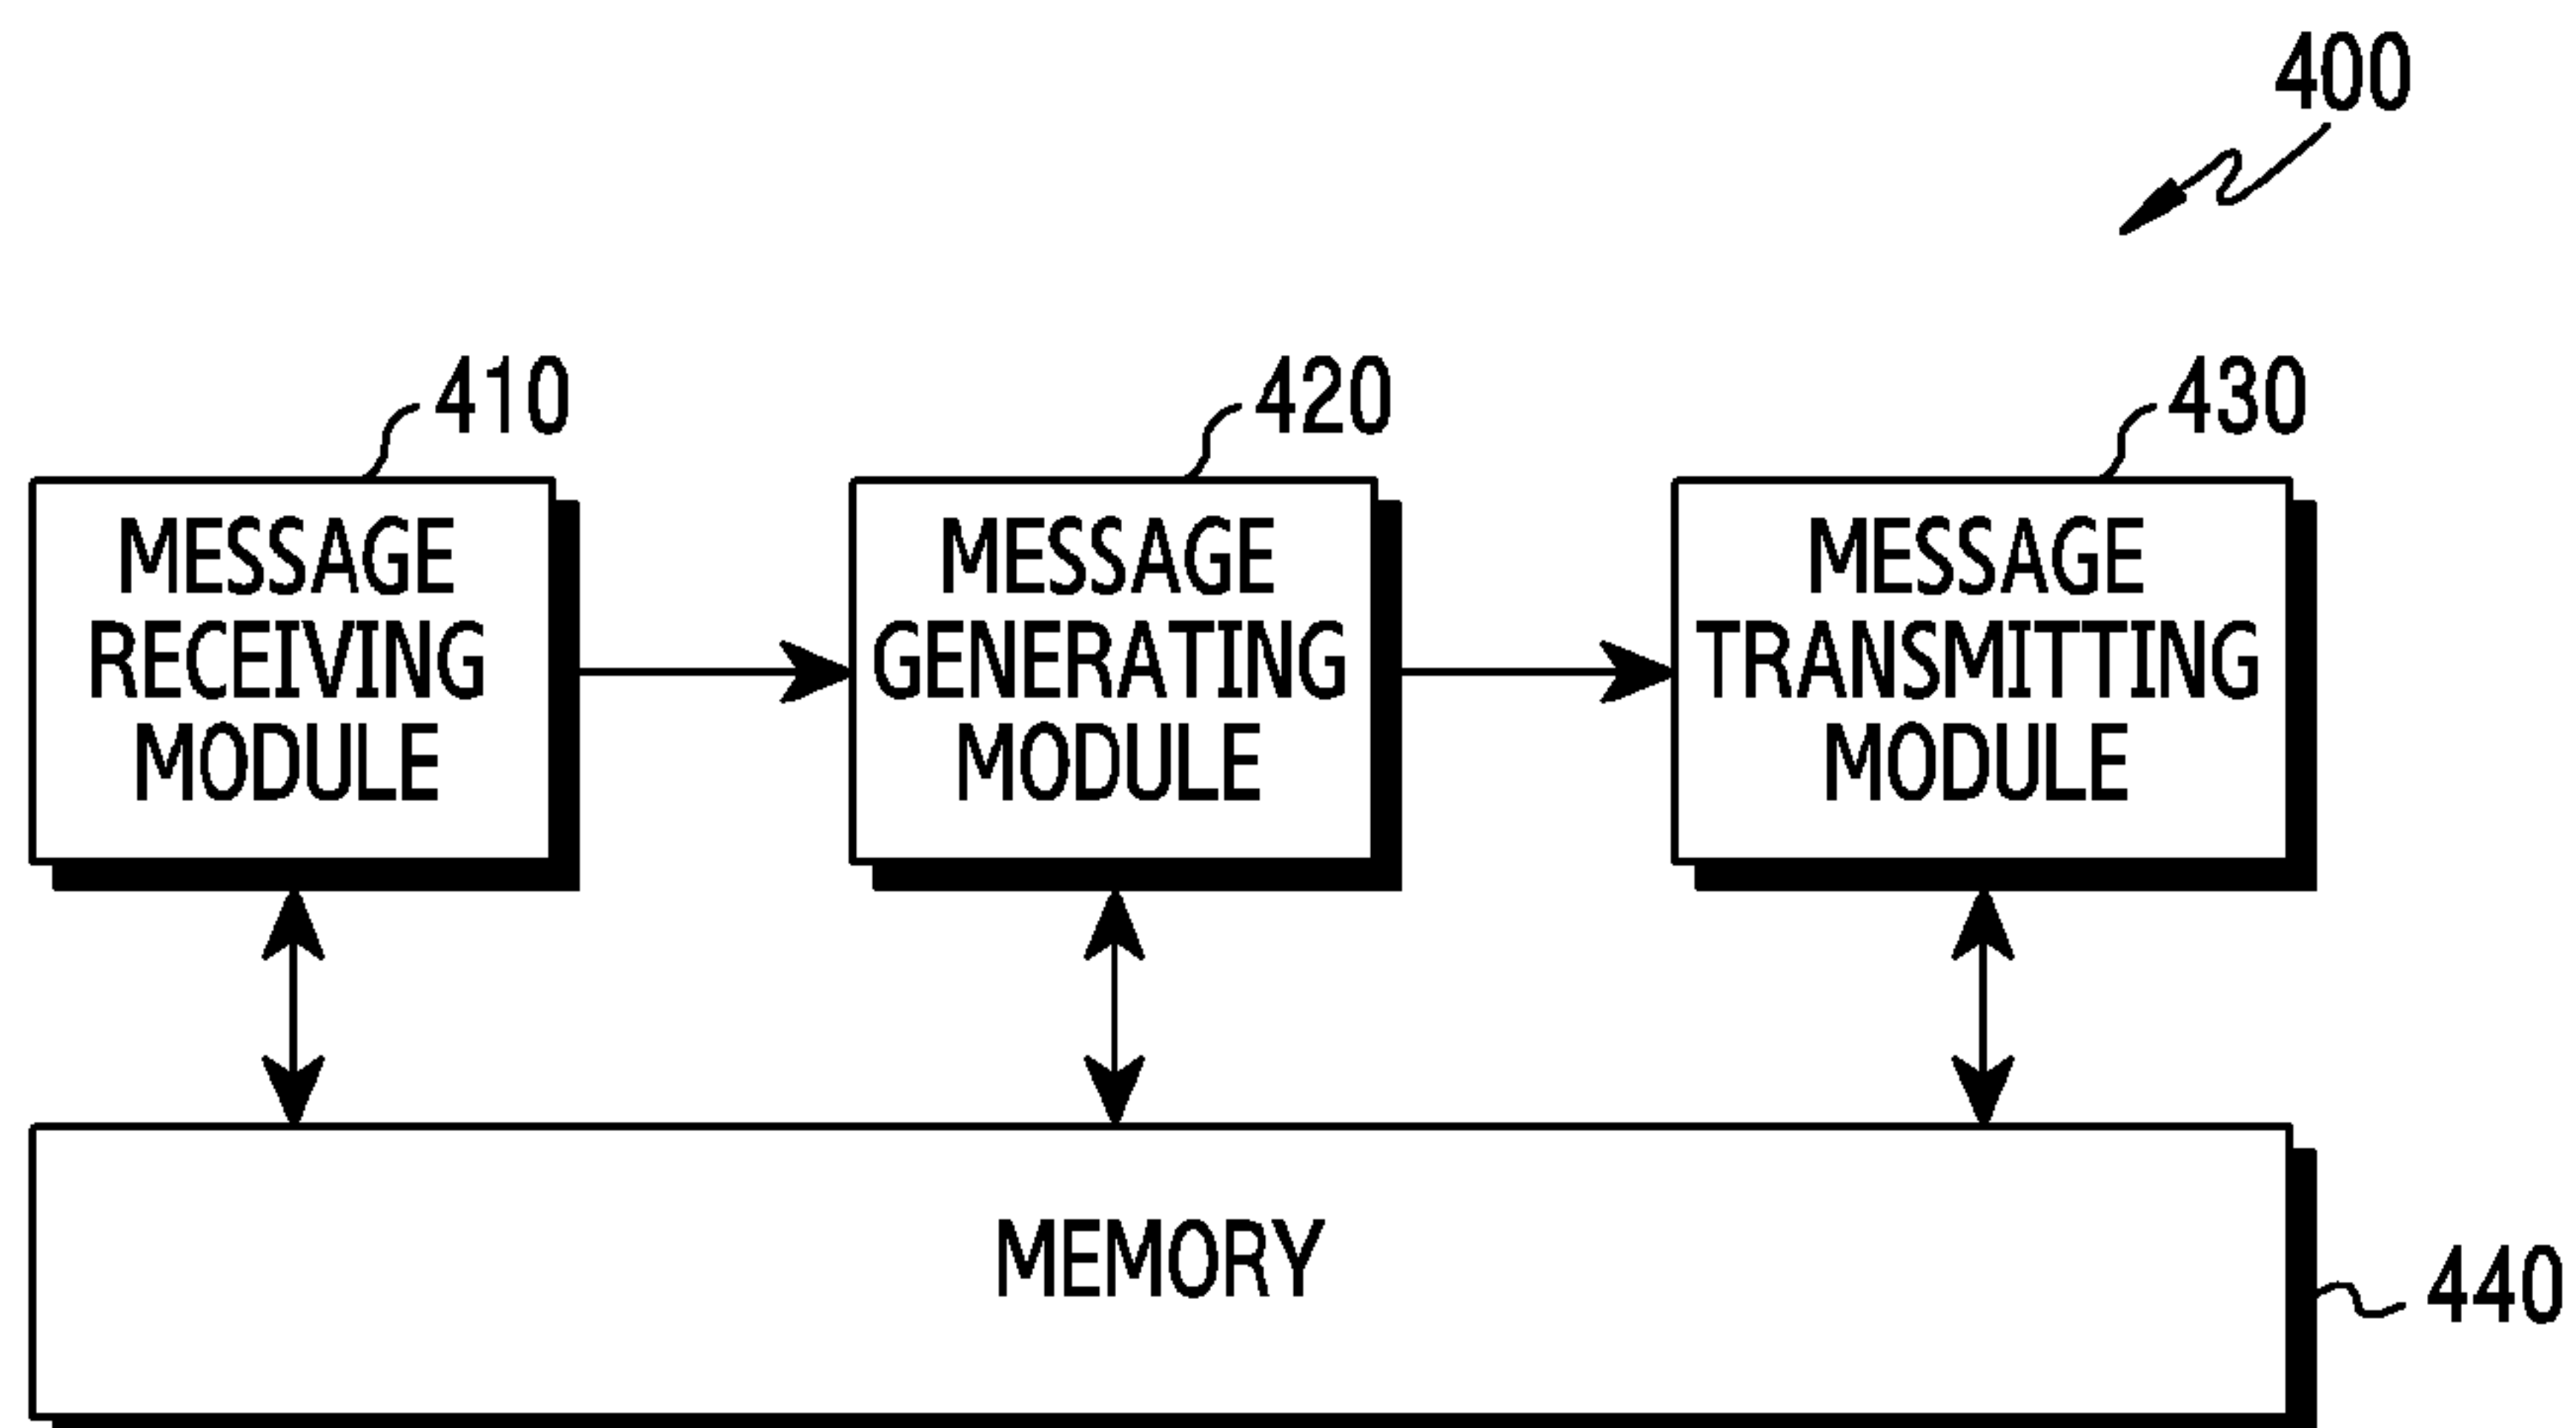 400
410
420
430
MESSAGE
RECEIVING
MODULE
MESSAGE
GENERATING
MODULE
MESSAGE
TRANSMITTING
MODULE
MEMORY
440